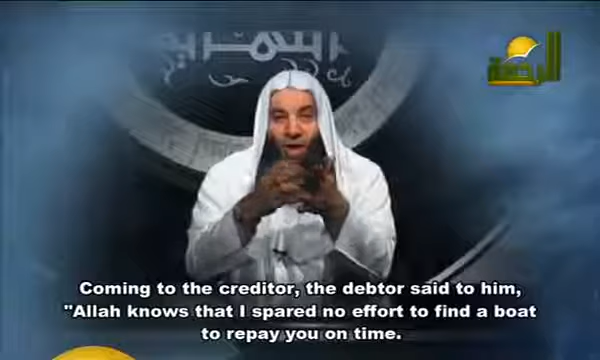 الرحمة
Coming to the creditor, the debtor said to him,
"Allah knows that I spared no effort to find a boat
to repay you on time.